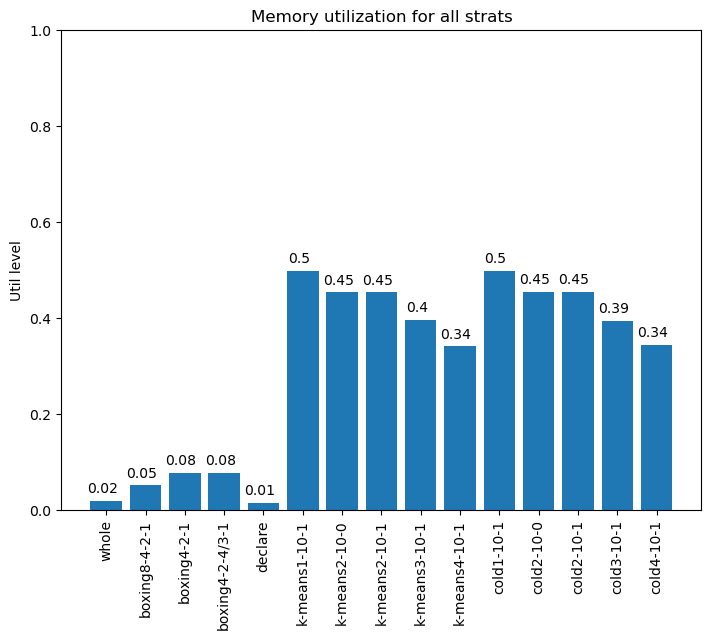 Memory utilization for all strats
Util level
1.0
0.8
0.6
0.4
0.2
0.0
0.02
0.05
0.08
0.08
0.01
0.5
0.45
0.45
0.4
0.34
0.5
0.45
0.45
0.39
0.34
whole
boxing8-4-2-1
boxing4-2-1
boxing4-2-4/3-1
declare
k-means1-10-1
k-means2-10-0
k-means2-10-1
k-means3-10-1
k-means4-10-1
cold1-10-1
cold2-10-0
cold2-10-1
cold3-10-1
cold4-10-1